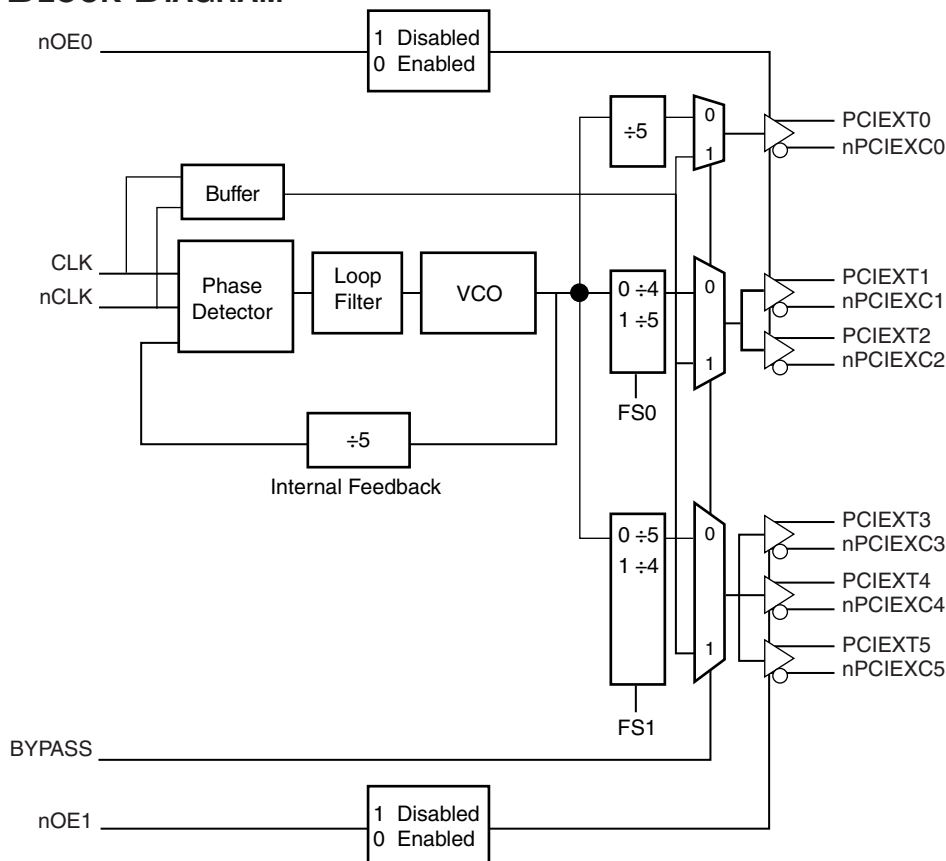 BLOCK DIAGRAM
nOE0
1 Disabled
0 Enabled
÷5
0
1
PCIEXT0
nPCIEXC0
Buffer
CLK
nCLK
Phase
Detector
Loop
Filter
VCO
0 ÷4
1 ÷5
FS0
0
1
PCIEXT1
nPCIEXC1
PCIEXT2
nPCIEXC2
÷5
Internal Feedback
0 ÷5
1 ÷4
FS1
0
1
PCIEXT3
nPCIEXC3
PCIEXT4
nPCIEXC4
PCIEXT5
nPCIEXC5
BYPASS
nOE1
1 Disabled
0 Enabled